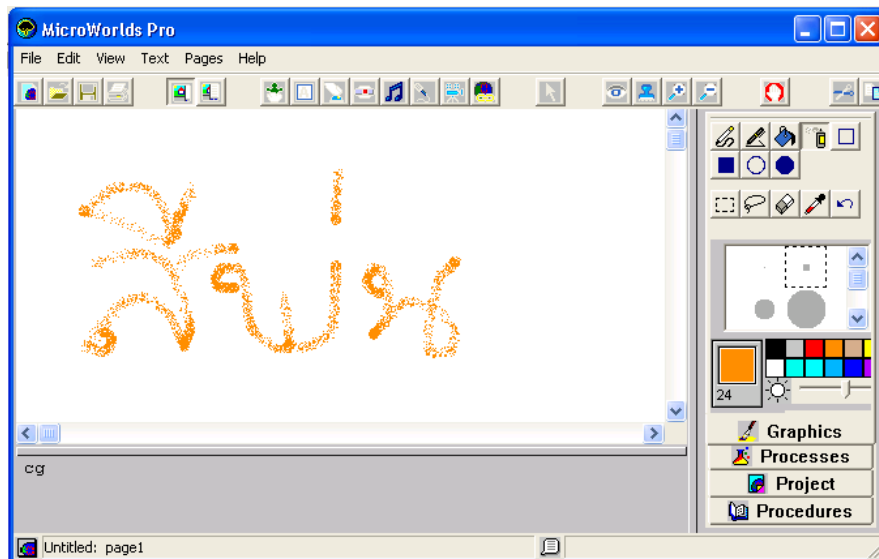 MicroWorlds Pro
File Edit View Text Pages Help
สีพ่น
24
Graphics
Processes
Project
Procedures
cg
Untitled: page1